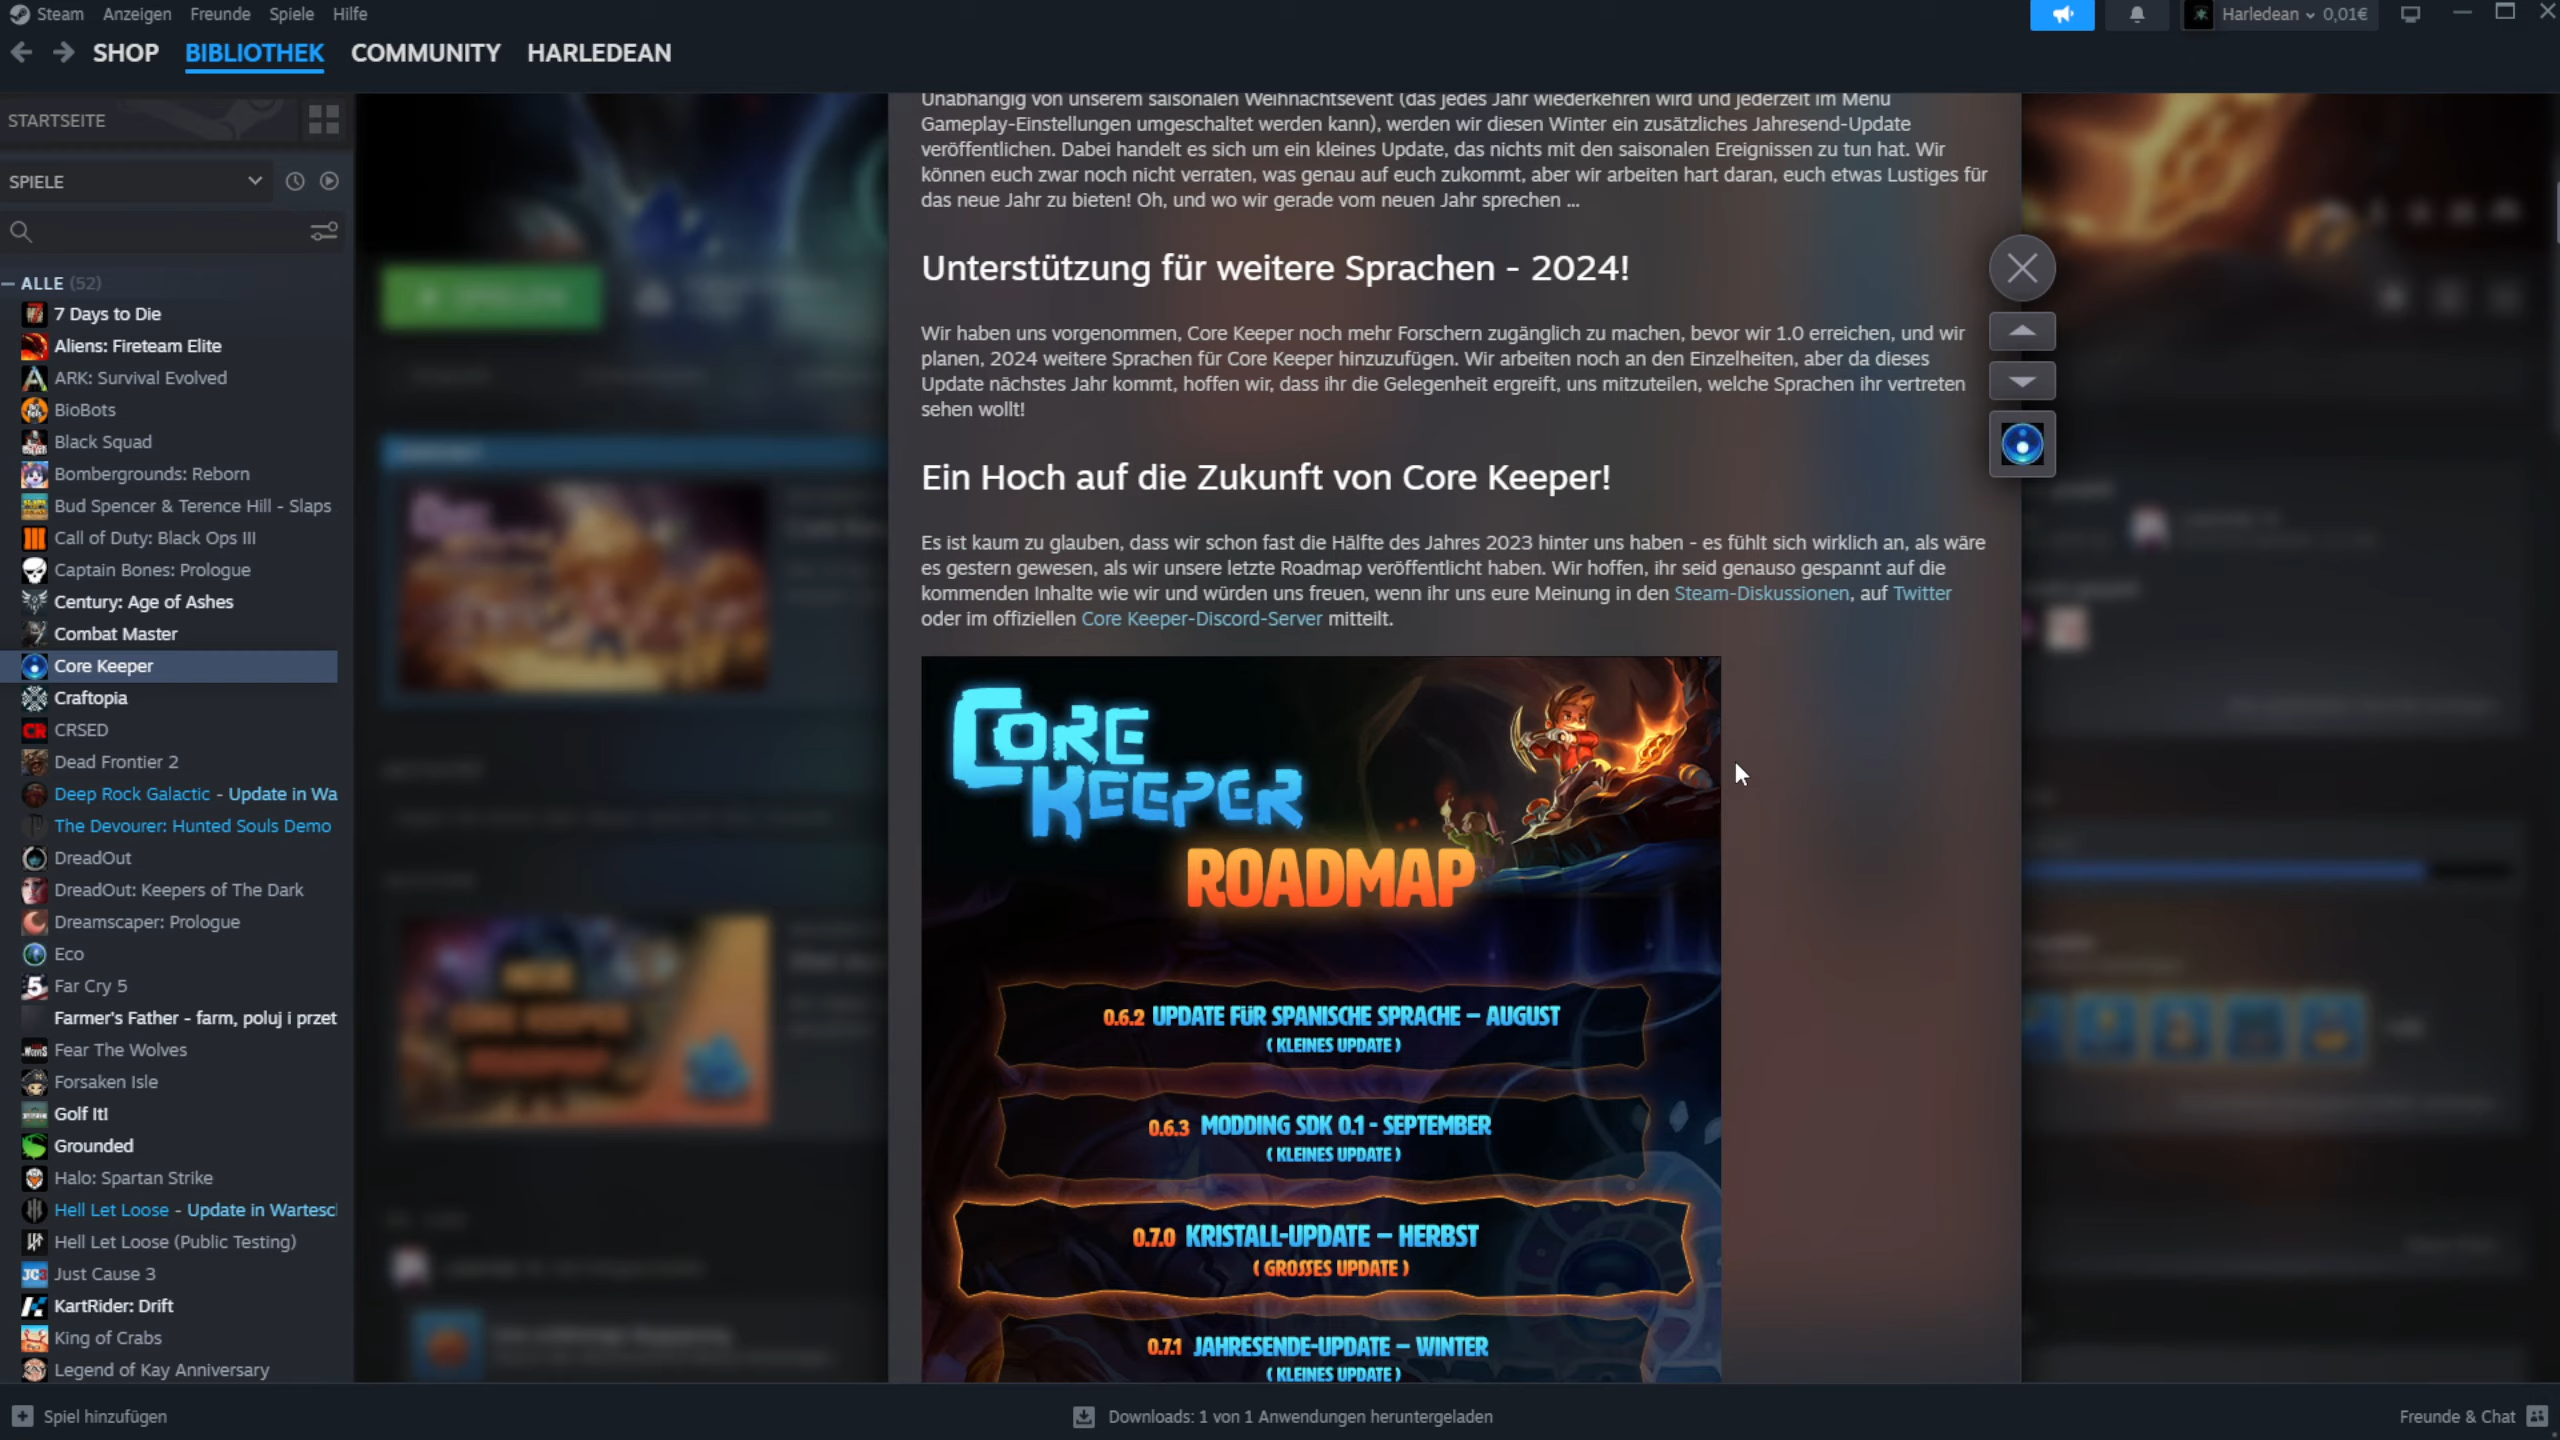 Steam Anzeigen Freunde Spiele Hilfe
Harledean 0,01€
SHOP BIBLIOTHEK COMMUNITY HARLEDEAN
STARTSEITE
SPIELE
ALLE (52)
7 Days to Die
Aliens: Fireteam Elite
ARK: Survival Evolved
BioBots
Black Squad
Bombergrounds: Reborn
Bud Spencer & Terence Hill - Slaps
Call of Duty: Black Ops III
Captain Bones: Prologue
Century: Age of Ashes
Combat Master
Core Keeper
Craftopia
CRSED
Dead Frontier 2
Deep Rock Galactic - Update in Wa
The Devourer: Hunted Souls Demo
DreadOut
DreadOut: Keepers of The Dark
Dreamscaper: Prologue
Eco
Far Cry 5
Farmer's Father - farm, poluj i przet
Fear The Wolves
Forsaken Isle
Golf It!
Grounded
Halo: Spartan Strike
Hell Let Loose - Update in Wartescl
Hell Let Loose (Public Testing)
Just Cause 3
KartRider: Drift
King of Crabs
Legend of Kay Anniversary
Unabhängig von unserem saisonalen Weihnachtsevent (das jedes Jahr wiederkehren wird und jederzeit im Menü
Gameplay-Einstellungen umgeschaltet werden kann), werden wir diesen Winter ein zusätzliches Jahresend-Update
veröffentlichen. Dabei handelt es sich um ein kleines Update, das nichts mit den saisonalen Ereignissen zu tun hat. Wir
können euch zwar noch nicht verraten, was genau auf euch zukommt, aber wir arbeiten hart daran, euch etwas Lustiges für
das neue Jahr zu bieten! Oh, und wo wir gerade vom neuen Jahr sprechen ...
Unterstützung für weitere Sprachen - 2024!
Wir haben uns vorgenommen, Core Keeper noch mehr Forschern zugänglich zu machen, bevor wir 1.0 erreichen, und wir
planen, 2024 weitere Sprachen für Core Keeper hinzuzufügen. Wir arbeiten noch an den Einzelheiten, aber da dieses
Update nächstes Jahr kommt, hoffen wir, dass ihr die Gelegenheit ergreift, uns mitzuteilen, welche Sprachen ihr vertreten
sehen wollt!
Ein Hoch auf die Zukunft von Core Keeper!
Es ist kaum zu glauben, dass wir schon fast die Hälfte des Jahres 2023 hinter uns haben - es fühlt sich wirklich an, als wäre
es gestern gewesen, als wir unsere letzte Roadmap veröffentlicht haben. Wir hoffen, ihr seid genauso gespannt auf die
kommenden Inhalte wie wir und würden uns freuen, wenn ihr uns eure Meinung in den Steam-Diskussionen, auf Twitter
oder im offiziellen Core Keeper-Discord-Server mitteilt.
CORE
KEEPER
ROADMAP
0.6.2 UPDATE FÜR SPANISCHE SPRACHE – AUGUST
( KLEINES UPDATE )
0.6.3 MODDING SDK 0.1 - SEPTEMBER
( KLEINES UPDATE )
0.7.0 KRISTALL-UPDATE – HERBST
( GROSSES UPDATE )
0.7.1 JAHRESENDE-UPDATE – WINTER
( KLEINES UPDATE )
Spiel hinzufügen
Downloads: 1 von 1 Anwendungen heruntergeladen
Freunde & Chat